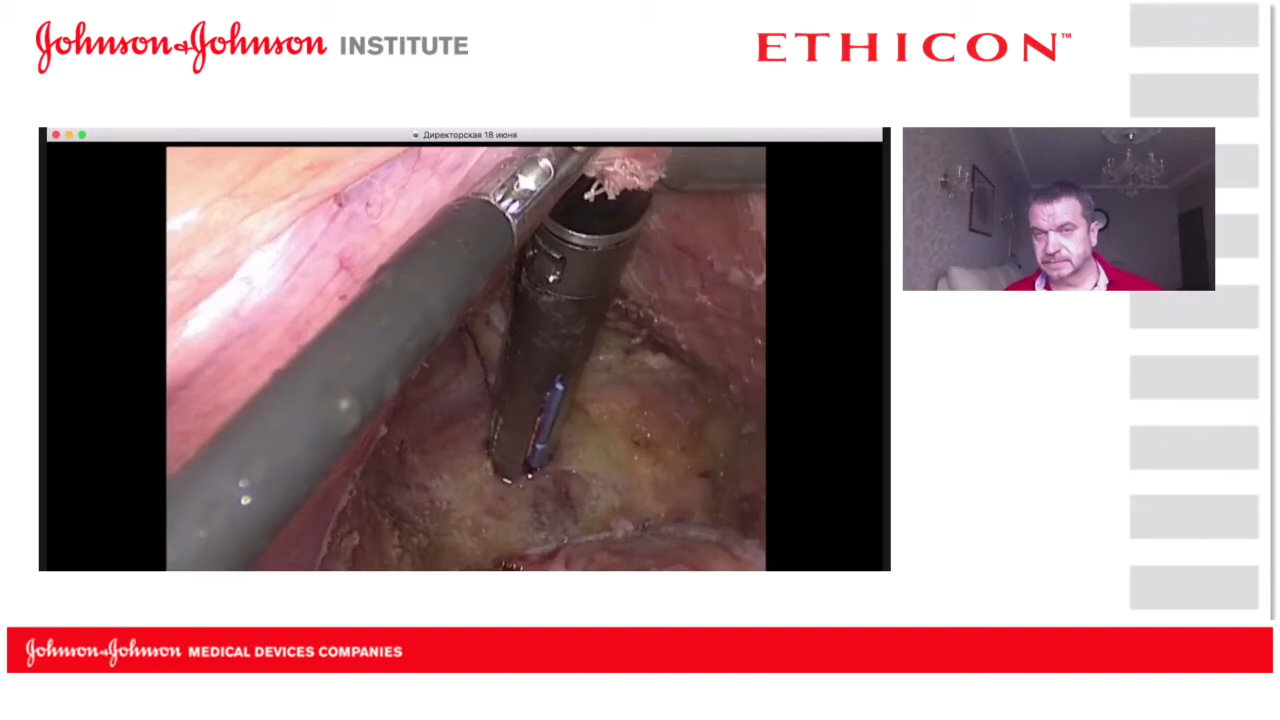 Johnson & Johnson INSTITUTE
ETHICON™
Директорская 18 июня
Johnson & Johnson MEDICAL DEVICES COMPANIES